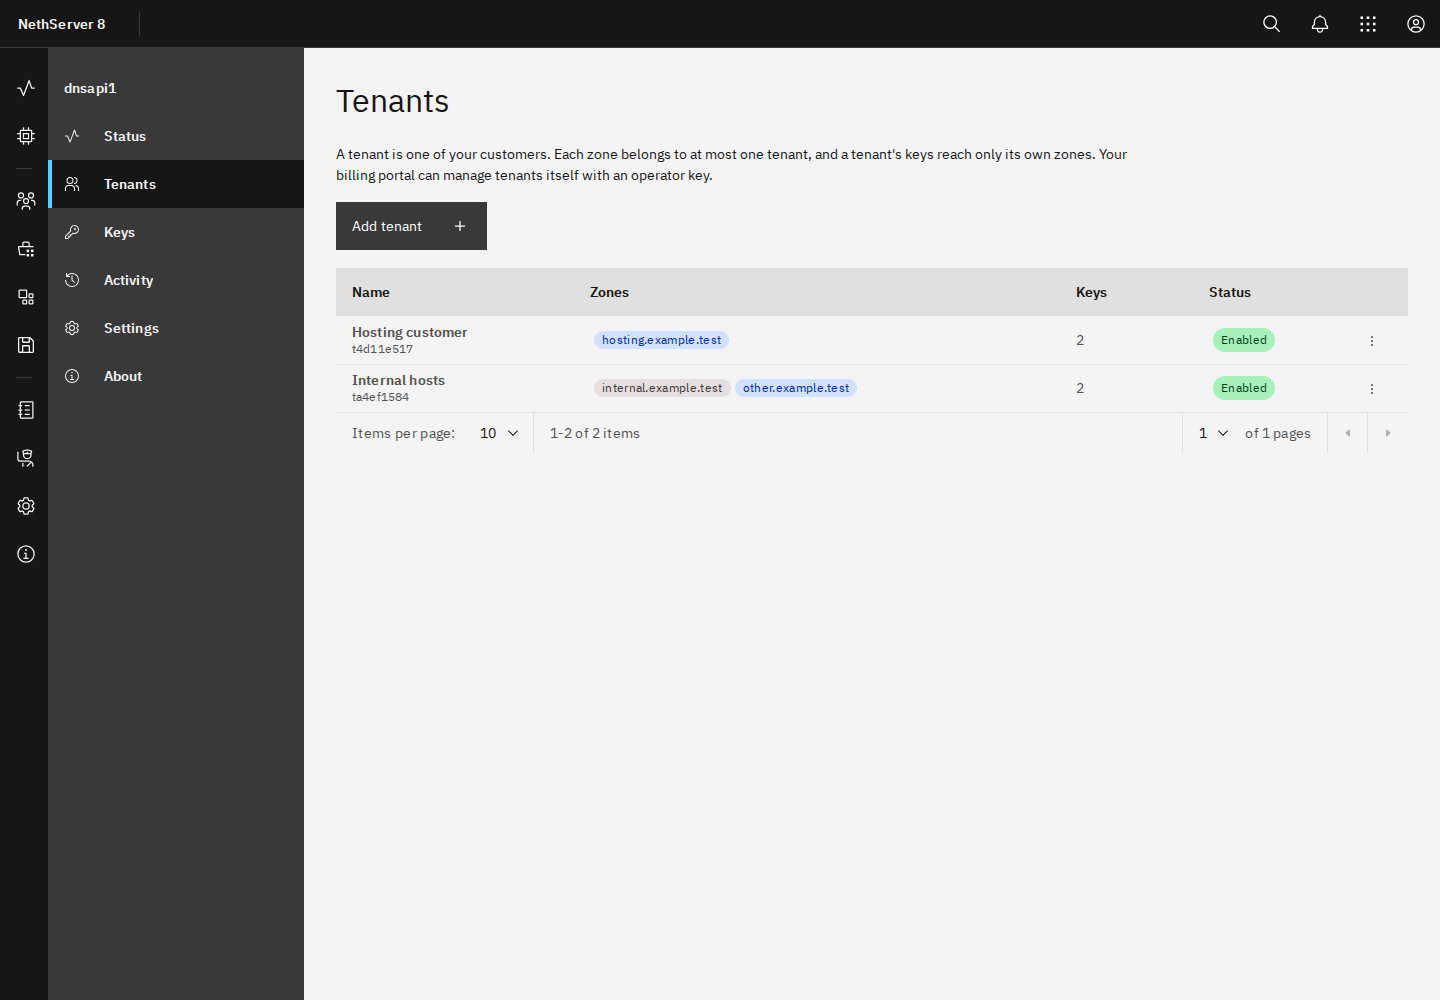 NethServer 8
dnsapi1
Status
Tenants
Keys
Activity
Settings
About
Tenants
A tenant is one of your customers. Each zone belongs to at most one tenant, and a tenant's keys reach only its own zones. Your
billing portal can manage tenants itself with an operator key.
Add tenant
Name Zones Keys Status
Hosting customer
t4d11e517
hosting.example.test 2 Enabled
Internal hosts
ta4ef1584
internal.example.test other.example.test 2 Enabled
Items per page: 10 1-2 of 2 items 1 of 1 pages